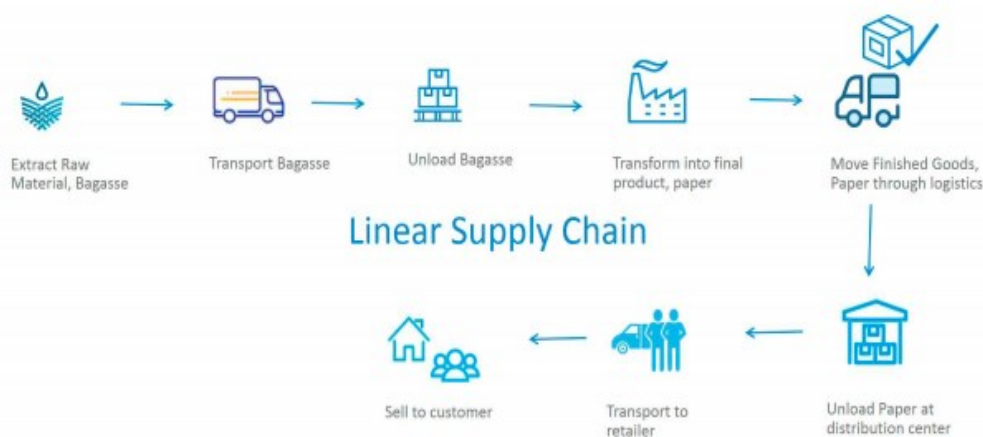 Extract Raw
Material, Bagasse
Transport Bagasse
Unload Bagasse
Transform into final
product, paper
Move Finished Goods,
Paper through logistics
Linear Supply Chain
Sell to customer
Transport to
retailer
Unload Paper at
distribution center